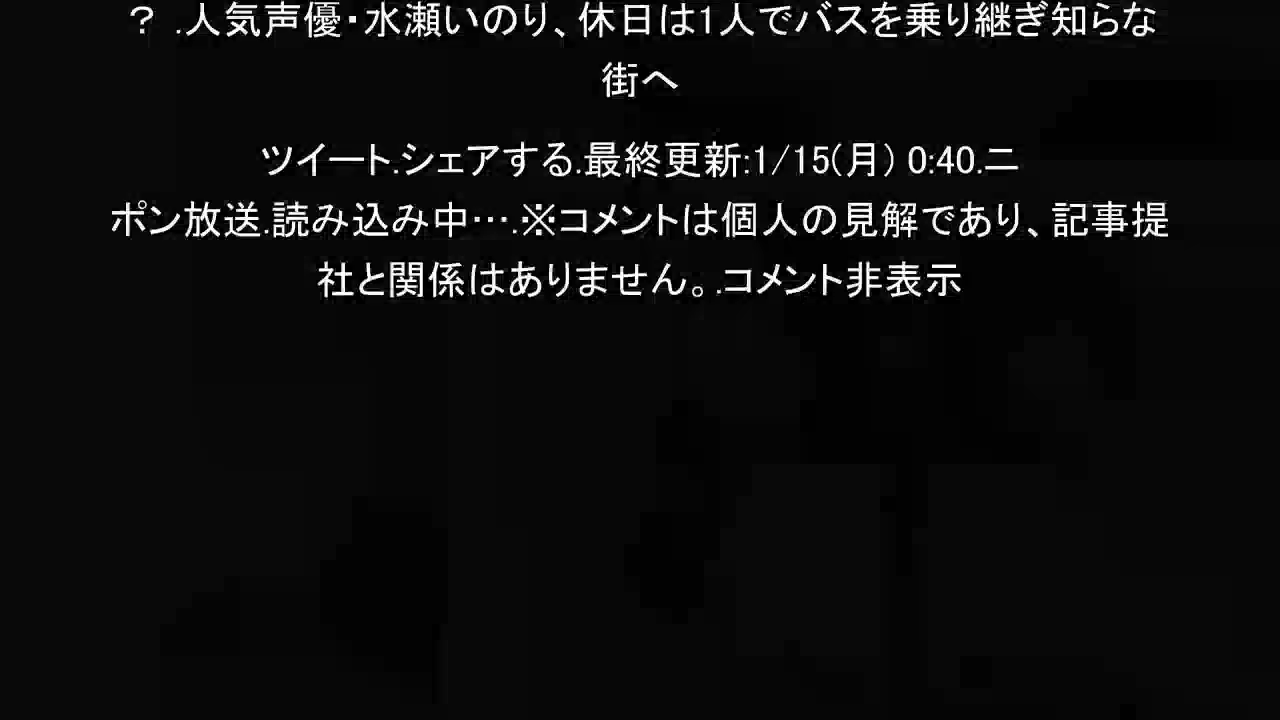 ? .人気声優・水瀬いのり、休日は1人でバスを乗り継ぎ知らな
街へ
ツイート.シェアする.最終更新:1/15(月) 0:40.ニ
ポン放送.読み込み中….※コメントは個人の見解であり、記事提
社と関係はありません。.コメント非表示